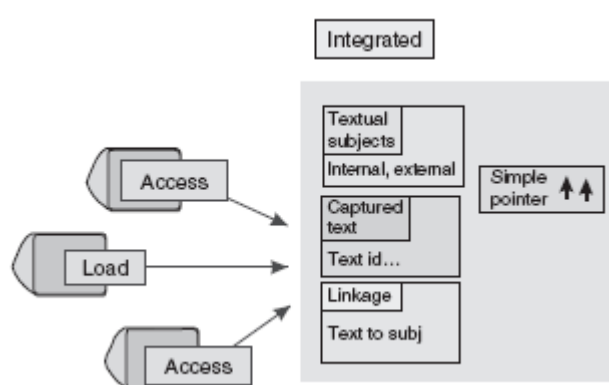 Integrated
Textual
subjects
Internal, external
Simple
pointer
Access
Captured
text
Text id...
Load
Linkage
Text to subj
Access